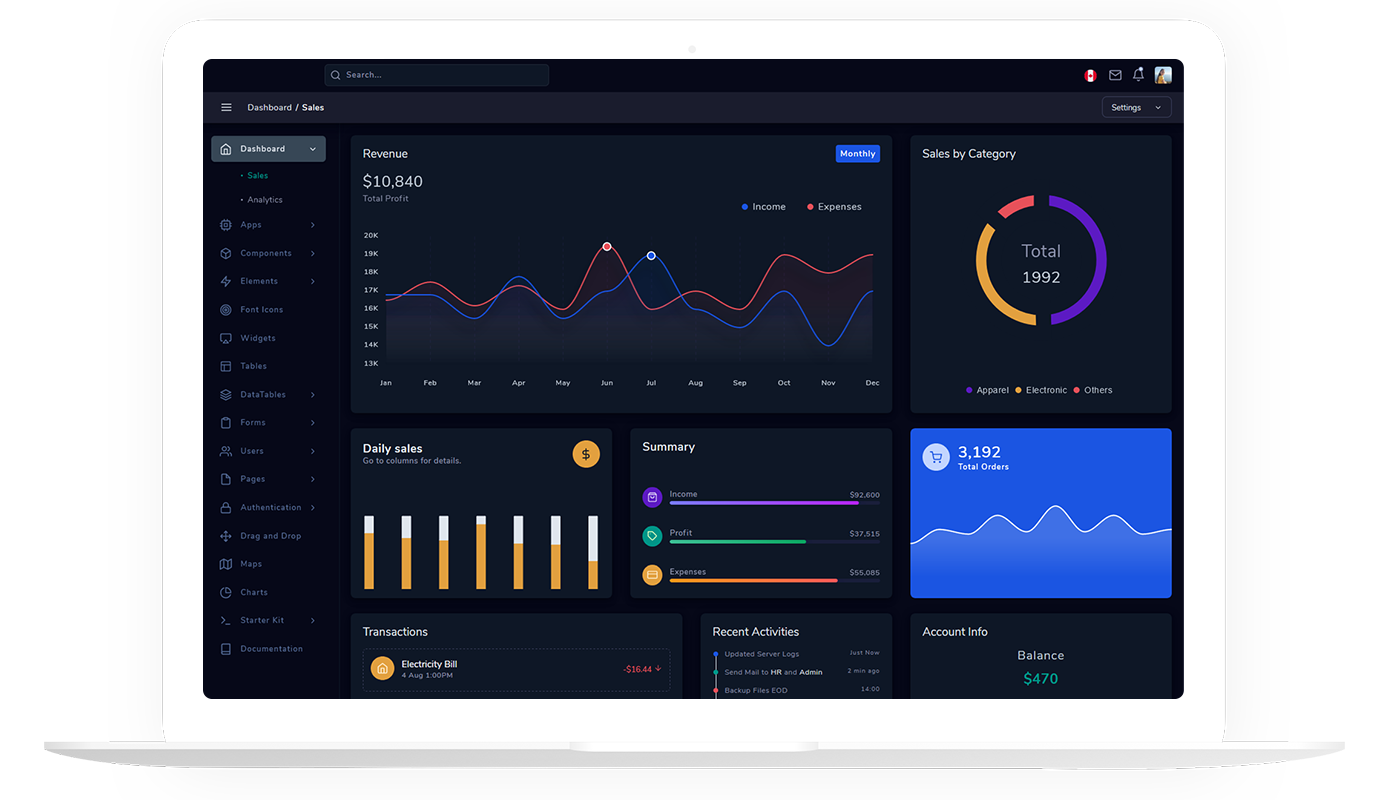 Search...
Dashboard / Sales
Settings
Dashboard
Sales
Analytics
Apps
Components
Elements
Font Icons
Widgets
Tables
DataTables
Forms
Users
Pages
Authentication
Drag and Drop
Maps
Charts
Starter Kit
Documentation
Revenue
Monthly
$10,840
Total Profit
Income Expenses
20K
19K
18K
17K
16K
15K
14K
13K
Jan Feb Mar Apr May Jun Jul Aug Sep Oct Nov Dec
Sales by Category
Total
1992
Apparel Electronic Others
Daily sales
Go to columns for details.
$
Summary
Income $92,600
Profit $37,515
Expenses $55,085
3,192
Total Orders
Transactions
Electricity Bill
4 Aug 1:00PM
-$16.44
Recent Activities
Updated Server Logs Just Now
Send Mail to HR and Admin 2 min ago
Backup Files EOD 14:00
Account Info
Balance
$470